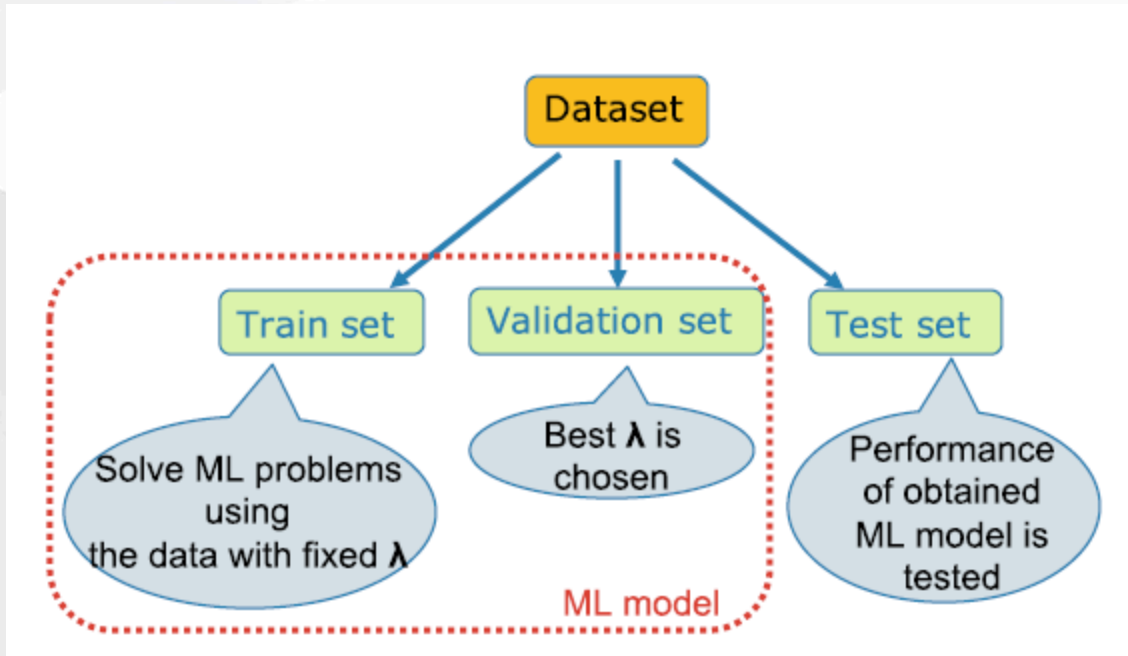 Dataset
Train set
Validation set
Test set
Solve ML problems
using
the data with fixed λ
Best λ is
chosen
Performance
of obtained
ML model is
tested
ML model